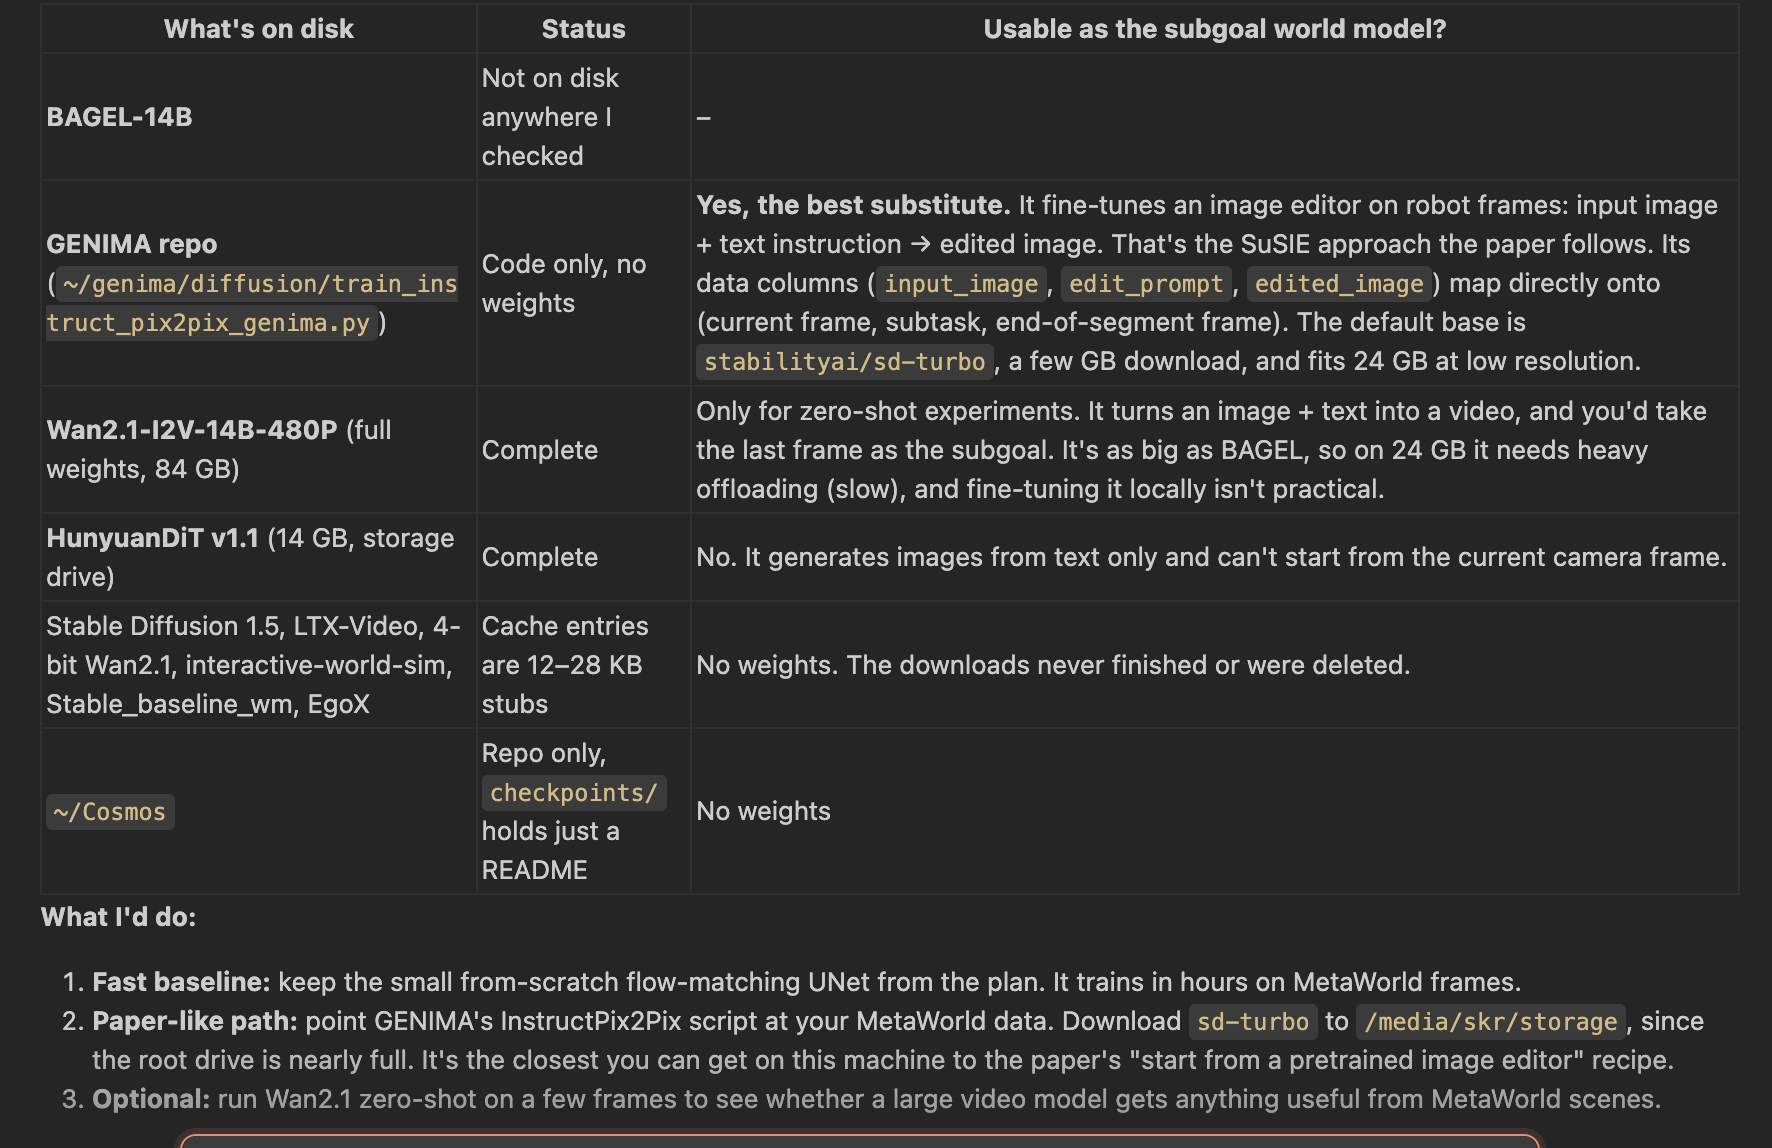 What's on disk
Status
Usable as the subgoal world model?
BAGEL-14B
Not on disk
anywhere I
checked
–
GENIMA repo
(~/genima/diffusion/train_ins
truct_pix2pix_genima.py)
Code only, no
weights
Yes, the best substitute. It fine-tunes an image editor on robot frames: input image
+ text instruction → edited image. That's the SuSIE approach the paper follows. Its
data columns (input_image, edit_prompt, edited_image) map directly onto
(current frame, subtask, end-of-segment frame). The default base is
stabilityai/sd-turbo, a few GB download, and fits 24 GB at low resolution.
Wan2.1-I2V-14B-480P (full
weights, 84 GB)
Complete
Only for zero-shot experiments. It turns an image + text into a video, and you'd take
the last frame as the subgoal. It's as big as BAGEL, so on 24 GB it needs heavy
offloading (slow), and fine-tuning it locally isn't practical.
HunyuanDiT v1.1 (14 GB, storage
drive)
Complete
No. It generates images from text only and can't start from the current camera frame.
Stable Diffusion 1.5, LTX-Video, 4-
bit Wan2.1, interactive-world-sim,
Stable_baseline_wm, EgoX
Cache entries
are 12–28 KB
stubs
No weights. The downloads never finished or were deleted.
~/Cosmos
Repo only,
checkpoints/
holds just a
README
No weights
What I'd do:
1. Fast baseline: keep the small from-scratch flow-matching UNet from the plan. It trains in hours on MetaWorld frames.
2. Paper-like path: point GENIMA's InstructPix2Pix script at your MetaWorld data. Download sd-turbo to /media/skr/storage, since
the root drive is nearly full. It's the closest you can get on this machine to the paper's "start from a pretrained image editor" recipe.
3. Optional: run Wan2.1 zero-shot on a few frames to see whether a large video model gets anything useful from MetaWorld scenes.